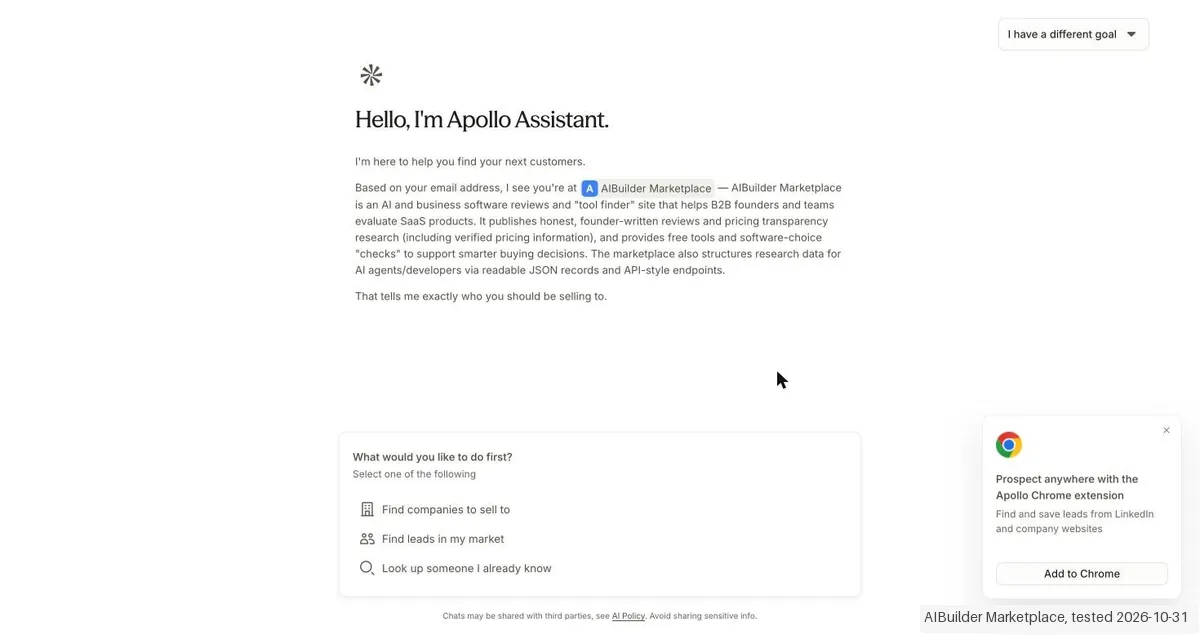 I have a different goal
Hello, I'm Apollo Assistant.
I'm here to help you find your next customers.
Based on your email address, I see you're at A AIBuilder Marketplace — AIBuilder Marketplace
is an AI and business software reviews and "tool finder" site that helps B2B founders and teams
evaluate SaaS products. It publishes honest, founder-written reviews and pricing transparency
research (including verified pricing information), and provides free tools and software-choice
"checks" to support smarter buying decisions. The marketplace also structures research data for
AI agents/developers via readable JSON records and API-style endpoints.
That tells me exactly who you should be selling to.
What would you like to do first?
Select one of the following
Find companies to sell to
Find leads in my market
Look up someone I already know
Chats may be shared with third parties, see AI Policy. Avoid sharing sensitive info.
Prospect anywhere with the
Apollo Chrome extension
Find and save leads from LinkedIn
and company websites
Add to Chrome
AIBuilder Marketplace, tested 2026-10-31